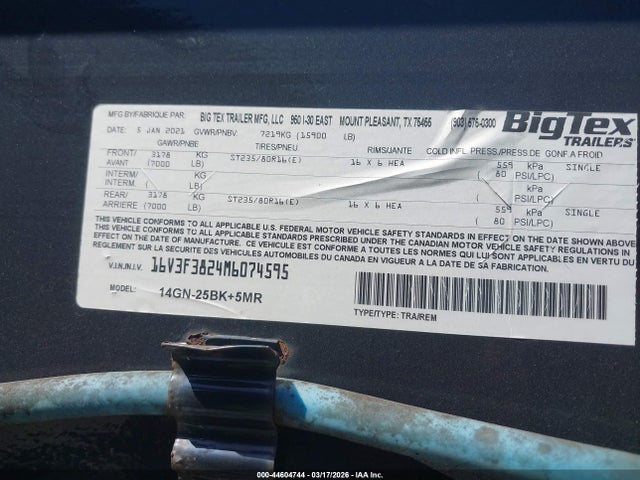 MFG BY/FABRIQUE PAR: BIG TEX TRAILER MFG, LLC 950 I-30 EAST MOUNT PLEASANT, TX 75455 (903) 575-0300
BigTex
TRAILERS
DATE: 5 JAN 2021 GVWR/PNBV: 7219KG (15900 LB)
GAWR/PNBE TIRES/PNEU RIMS/JANTE COLD INFL PRESS/PRESS.DE GONF A FROID
FRONT/ 3178 KG ST235/80R16(E) 16 X 6 HEA 559 kPa SINGLE
AVANT (7000 LB) ( 80 PSI/LPC)
INTERM/ KG
INTERM. ( LB)
REAR/ 3178 KG ST235/80R16(E) 16 X 6 HEA 559 kPa SINGLE
ARRIERE (7000 LB) ( 80 PSI/LPC)
THIS VEHICLE CONFORMS TO ALL APPLICABLE U.S. FEDERAL MOTOR VEHICLE SAFETY STANDARDS IN EFFECT ON THE DATE OF MANUFACTURE SHOWN ABOVE.
THIS VEHICLE CONFORMS TO ALL APPLICABLE STANDARDS PRESCRIBED UNDER THE CANADIAN MOTOR VEHICLE SAFETY REGULATIONS IN
EFFECT ON THE DATE OF MANUFACTURE / CE VEHICULE EST CONFORME A TOUTES LES NORMES QUI LUI SONT APPLICABLES EN VERTU DU
REGLEMENT SUR LA SECURITE DES VEHICULES AUTOMOBILES DU CANADA EN VIGUEUR A LA DATE DE SA FABRICATION
V.I.N./N.I.V. 16V3F3824M6074595
MODEL: 14GN-25BK+5MR
TYPE/TYPE: TRA/REM
000-44604744 - 03/17/2026 - IAA Inc.